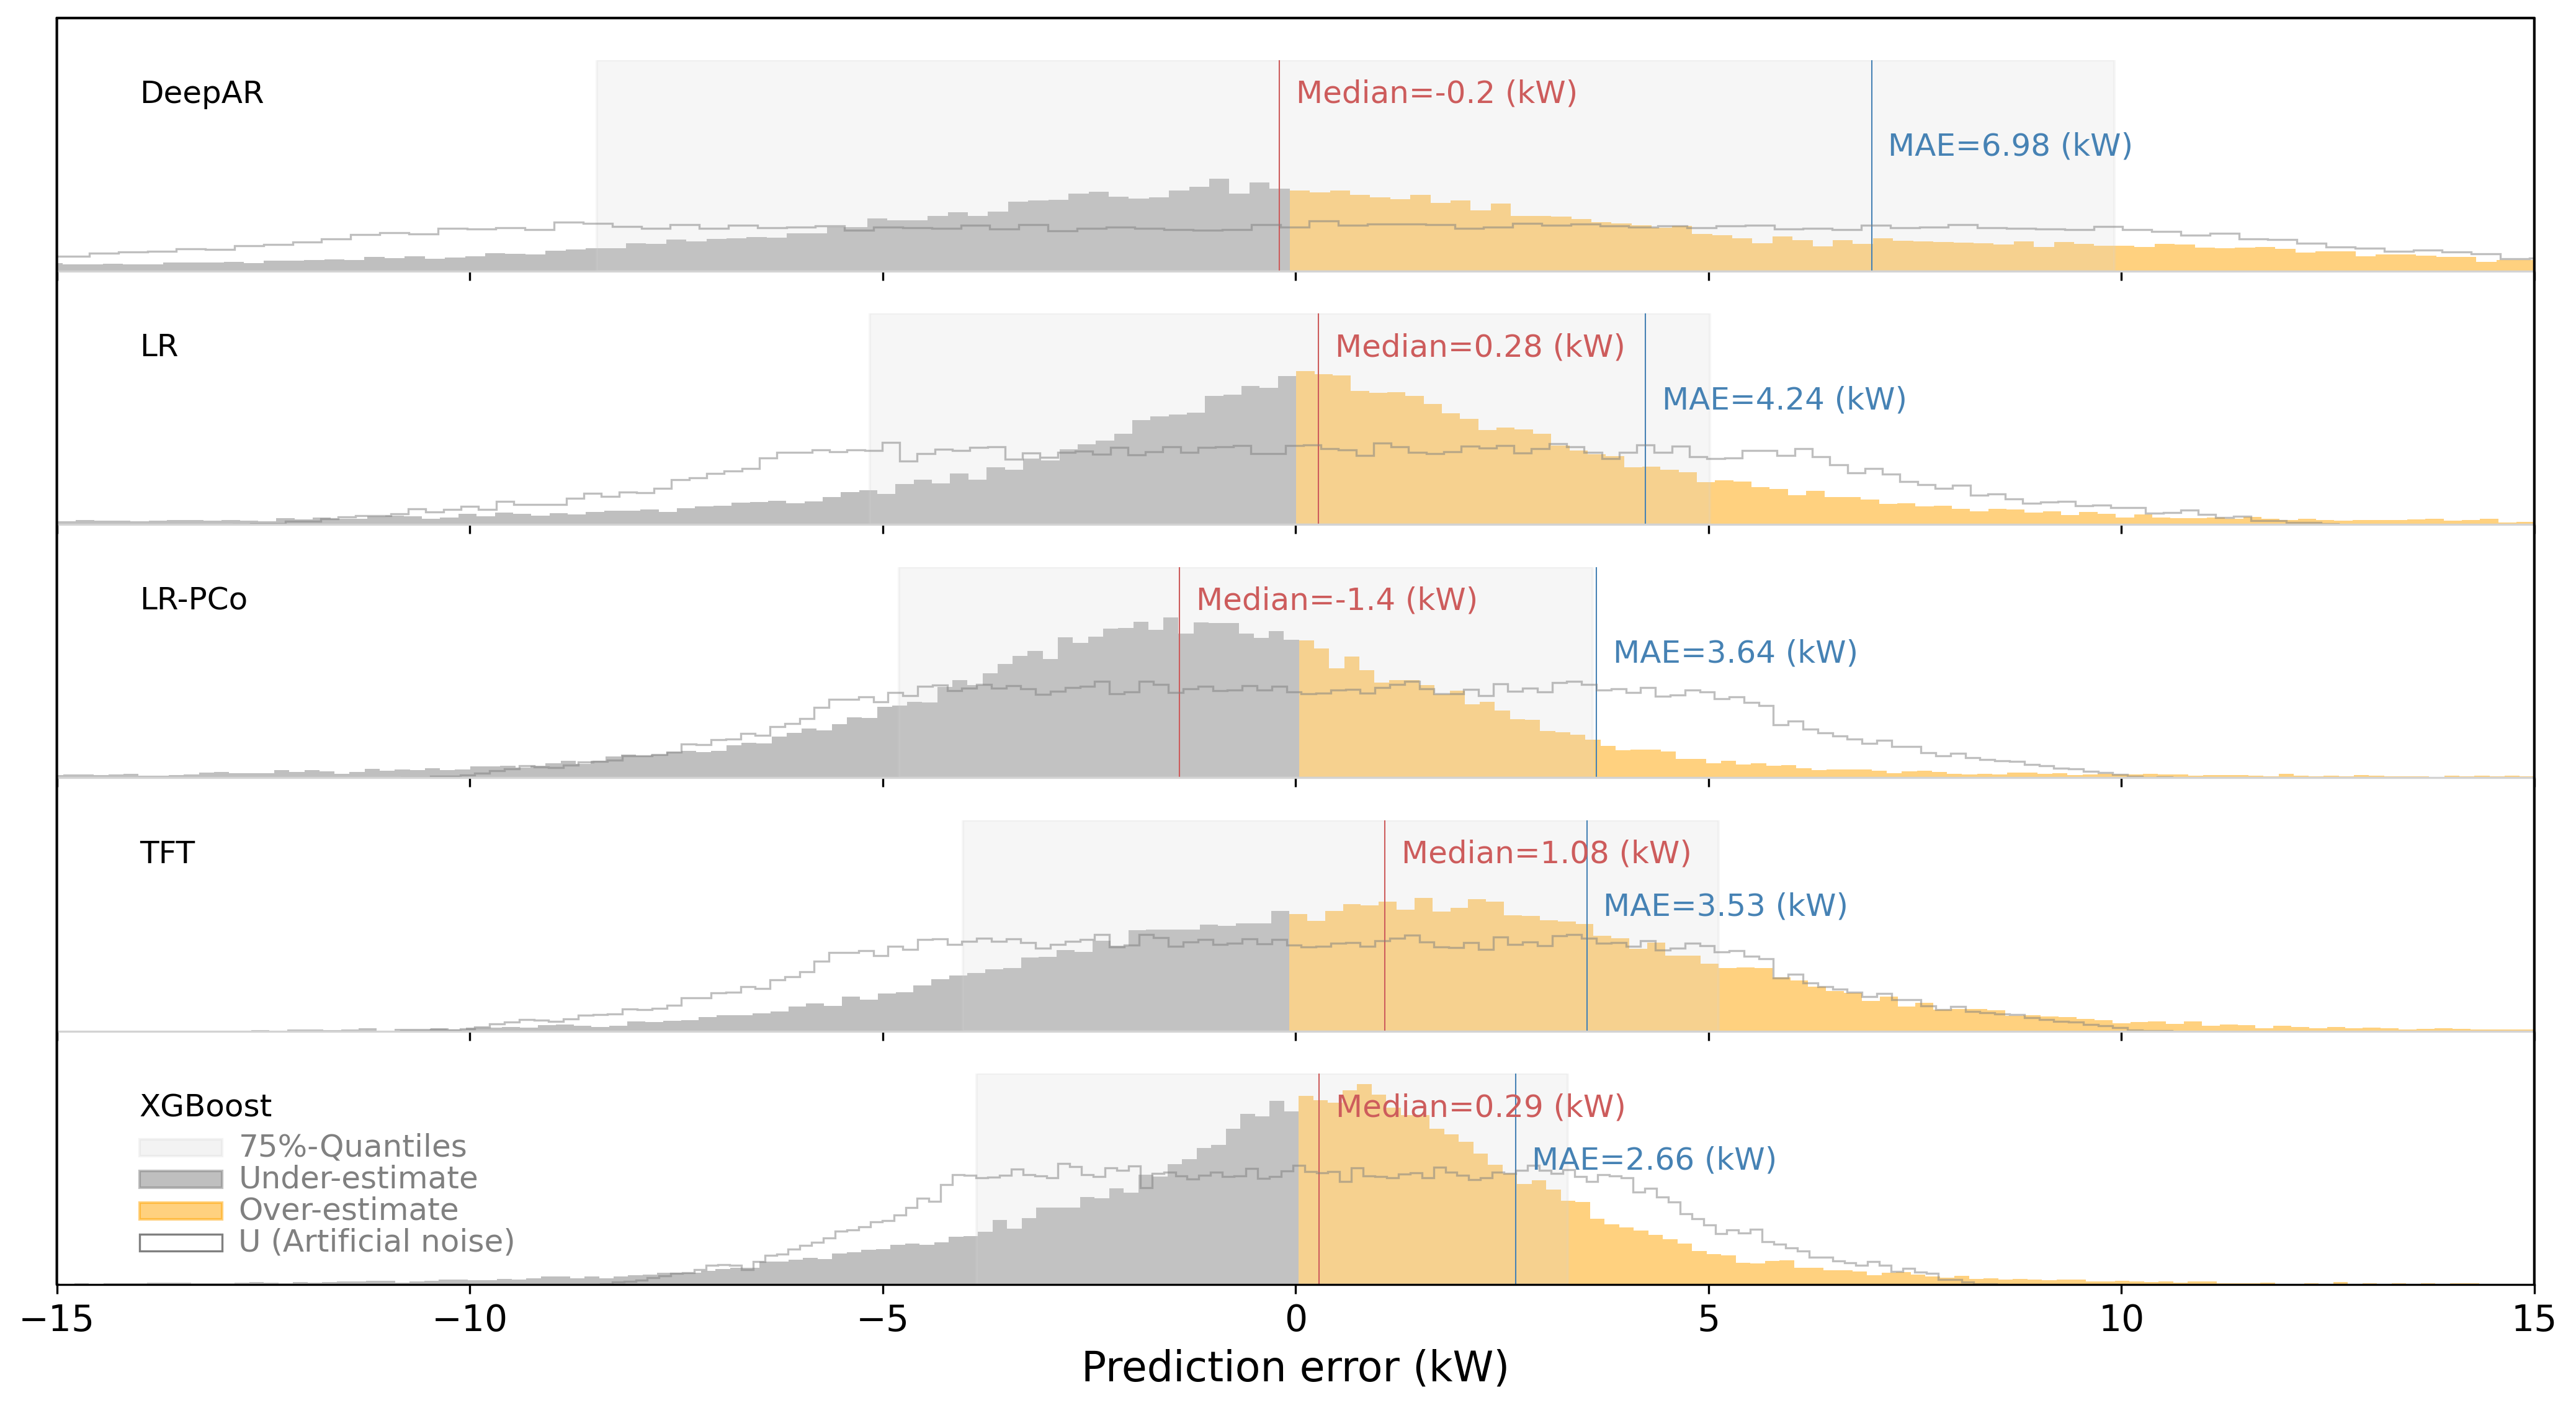 DeepAR
Median=-0.2 (kW)
MAE=6.98 (kW)
LR
Median=0.28 (kW)
MAE=4.24 (kW)
LR-PCo
Median=-1.4 (kW)
MAE=3.64 (kW)
TFT
Median=1.08 (kW)
MAE=3.53 (kW)
XGBoost
Median=0.29 (kW)
MAE=2.66 (kW)
75%-Quantiles
Under-estimate
Over-estimate
U (Artificial noise)
−15 −10 −5 0 5 10 15
Prediction error (kW)